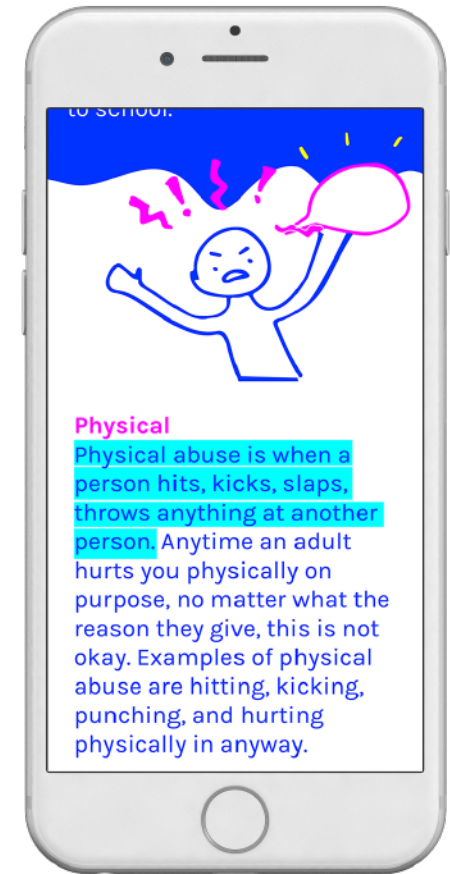 to school.
Physical
Physical abuse is when a
person hits, kicks, slaps,
throws anything at another
person. Anytime an adult
hurts you physically on
purpose, no matter what the
reason they give, this is not
okay. Examples of physical
abuse are hitting, kicking,
punching, and hurting
physically in anyway.